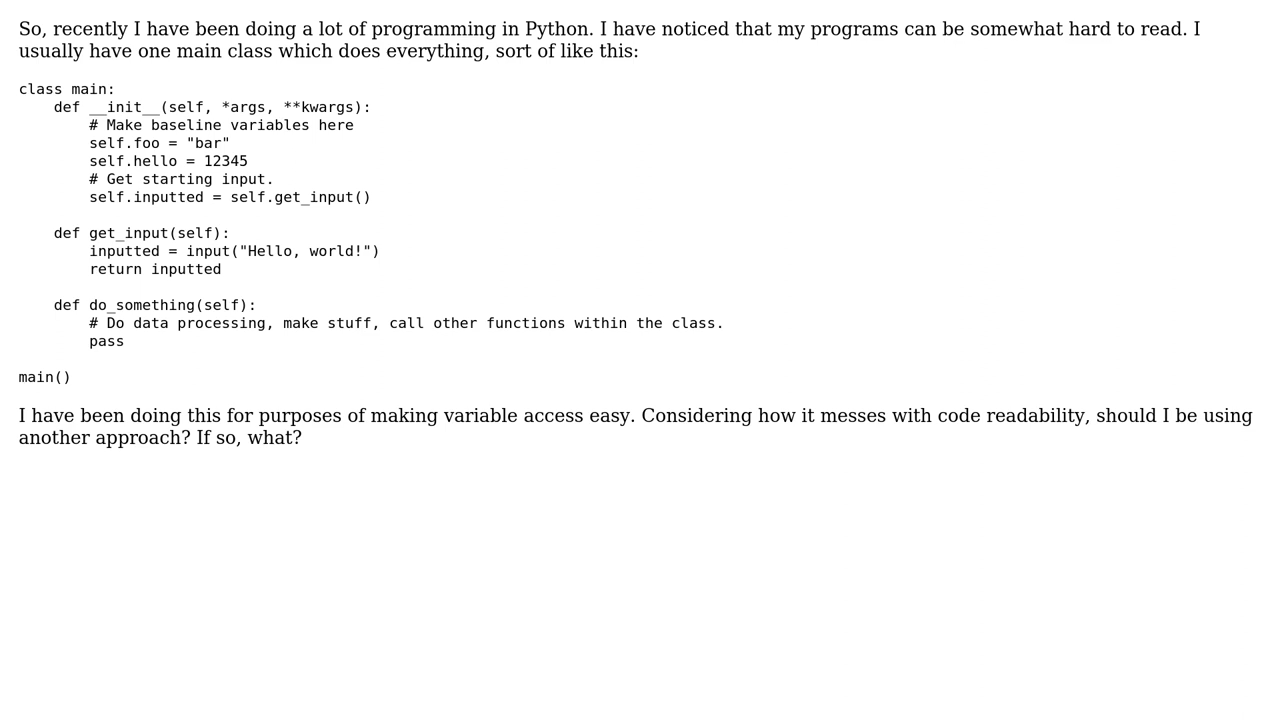 So, recently I have been doing a lot of programming in Python. I have noticed that my programs can be somewhat hard to read. I
usually have one main class which does everything, sort of like this:
class main:
    def __init__(self, *args, **kwargs):
        # Make baseline variables here
        self.foo = "bar"
        self.hello = 12345
        # Get starting input.
        self.inputted = self.get_input()

    def get_input(self):
        inputted = input("Hello, world!")
        return inputted

    def do_something(self):
        # Do data processing, make stuff, call other functions within the class.
        pass

main()
I have been doing this for purposes of making variable access easy. Considering how it messes with code readability, should I be using
another approach? If so, what?